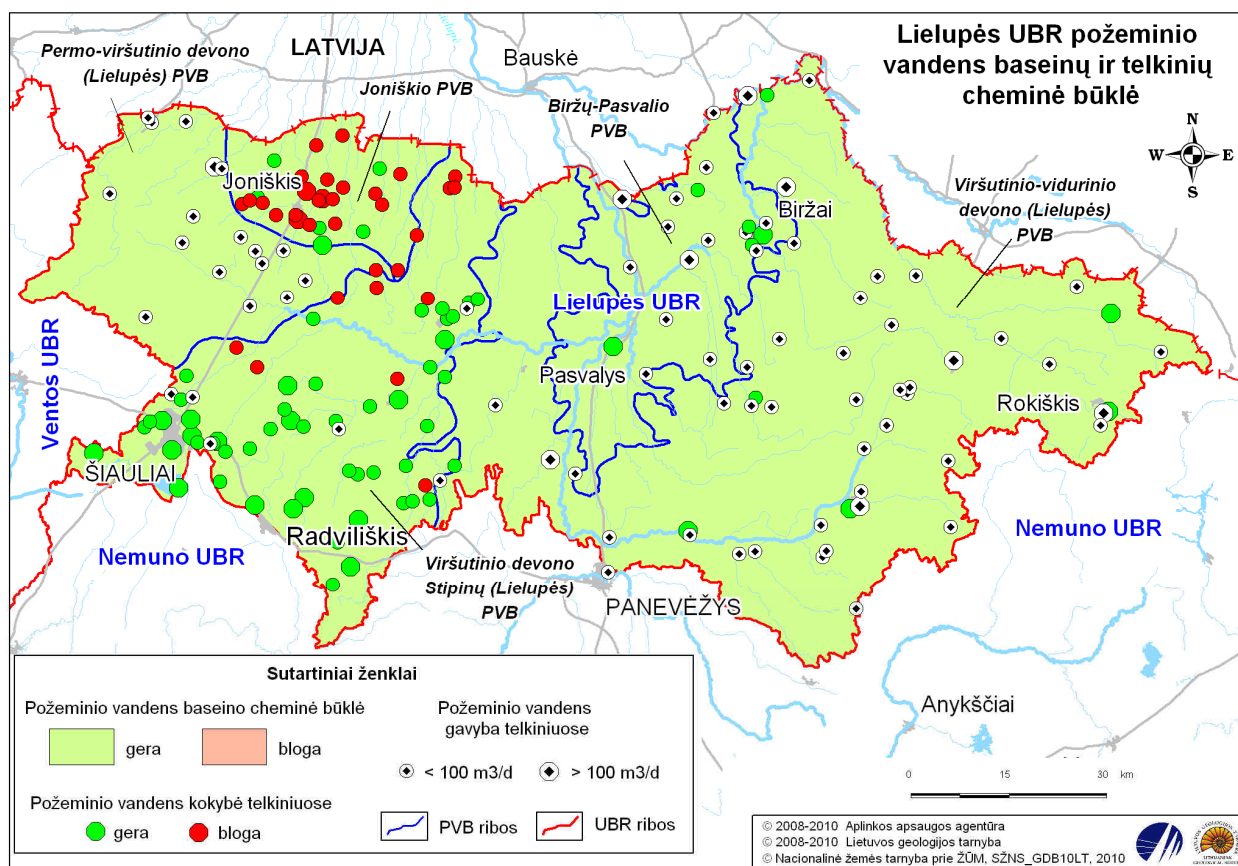 Lielupės UBR požeminio
vandens baseinų ir telkinių
cheminė būklė
Permo-viršutinio devono
(Lielupės) PVB
LATVIJA
Lielupė
Bauskė
Joniškio PVB
Biržų-Pasvalio
PVB
N
W E
S
Joniškis
Biržai
Viršutinio-vidurinio
devono (Lielupės)
PVB
Lielupės UBR
Ventos UBR
Pasvalys
Rokiškis
ŠIAULIAI
Nemuno UBR
Radviliškis
Viršutinio devono
Stipinų (Lielupės)
PVB
PANEVĖŽYS
Nemuno UBR
Anykščiai
Sutartiniai ženklai
Požeminio vandens baseino cheminė būklė
gera
bloga
Požeminio vandens
gavyba telkiniuose
< 100 m3/d
> 100 m3/d
Požeminio vandens kokybė telkiniuose
gera
bloga
PVB ribos
UBR ribos
0 15 30 km
© 2008-2010 Aplinkos apsaugos agentūra
© 2008-2010 Lietuvos geologijos tarnyba
© Nacionalinė žemės tarnyba prie ŽŪM, SŽNS_GDB10LT, 2010